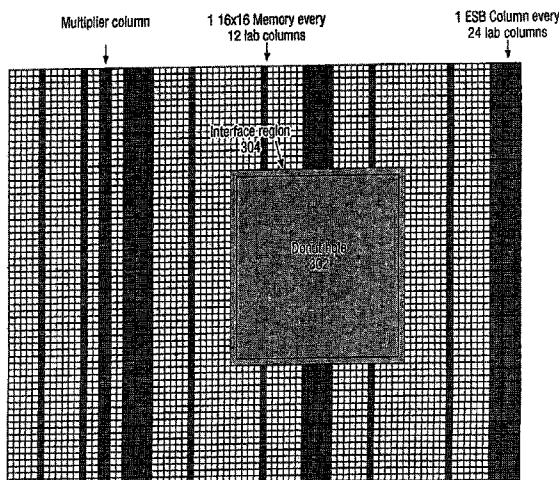 Multiplier column
1 16x16 Memory every
12 lab columns
1 ESB Column every
24 lab columns
Interface region
304
Donut hole
302